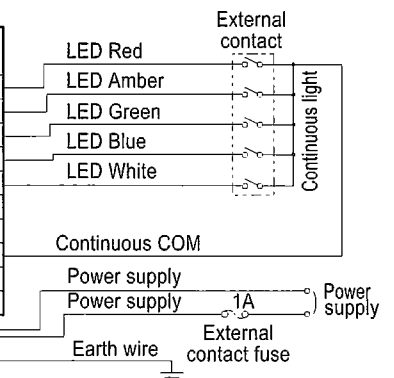 External
contact
LED Red
LED Amber
LED Green
LED Blue
LED White
Continuous light
Continuous COM
Power supply
Power supply
1A
Power
supply
External
contact fuse
Earth wire